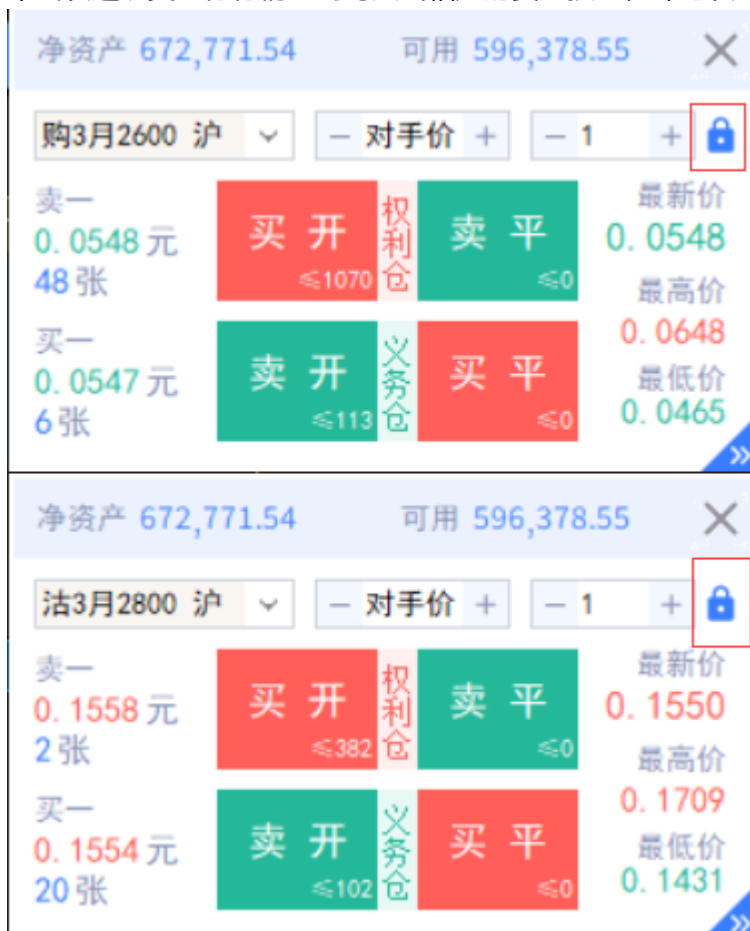 净资产 672,771.54 可用 596,378.55
购3月2600 沪 − 对手价 + − 1 +
卖一
0.0548元
48张
买开
≤1070
权利仓
卖平
≤0
最新价
0.0548
最高价
0.0648
买一
0.0547元
6张
卖开
≤113
义务仓
买平
≤0
最低价
0.0465
净资产 672,771.54 可用 596,378.55
沽3月2800 沪 − 对手价 + − 1 +
卖一
0.1558元
2张
买开
≤382
权利仓
卖平
≤0
最新价
0.1550
最高价
0.1709
买一
0.1554元
20张
卖开
≤102
义务仓
买平
≤0
最低价
0.1431